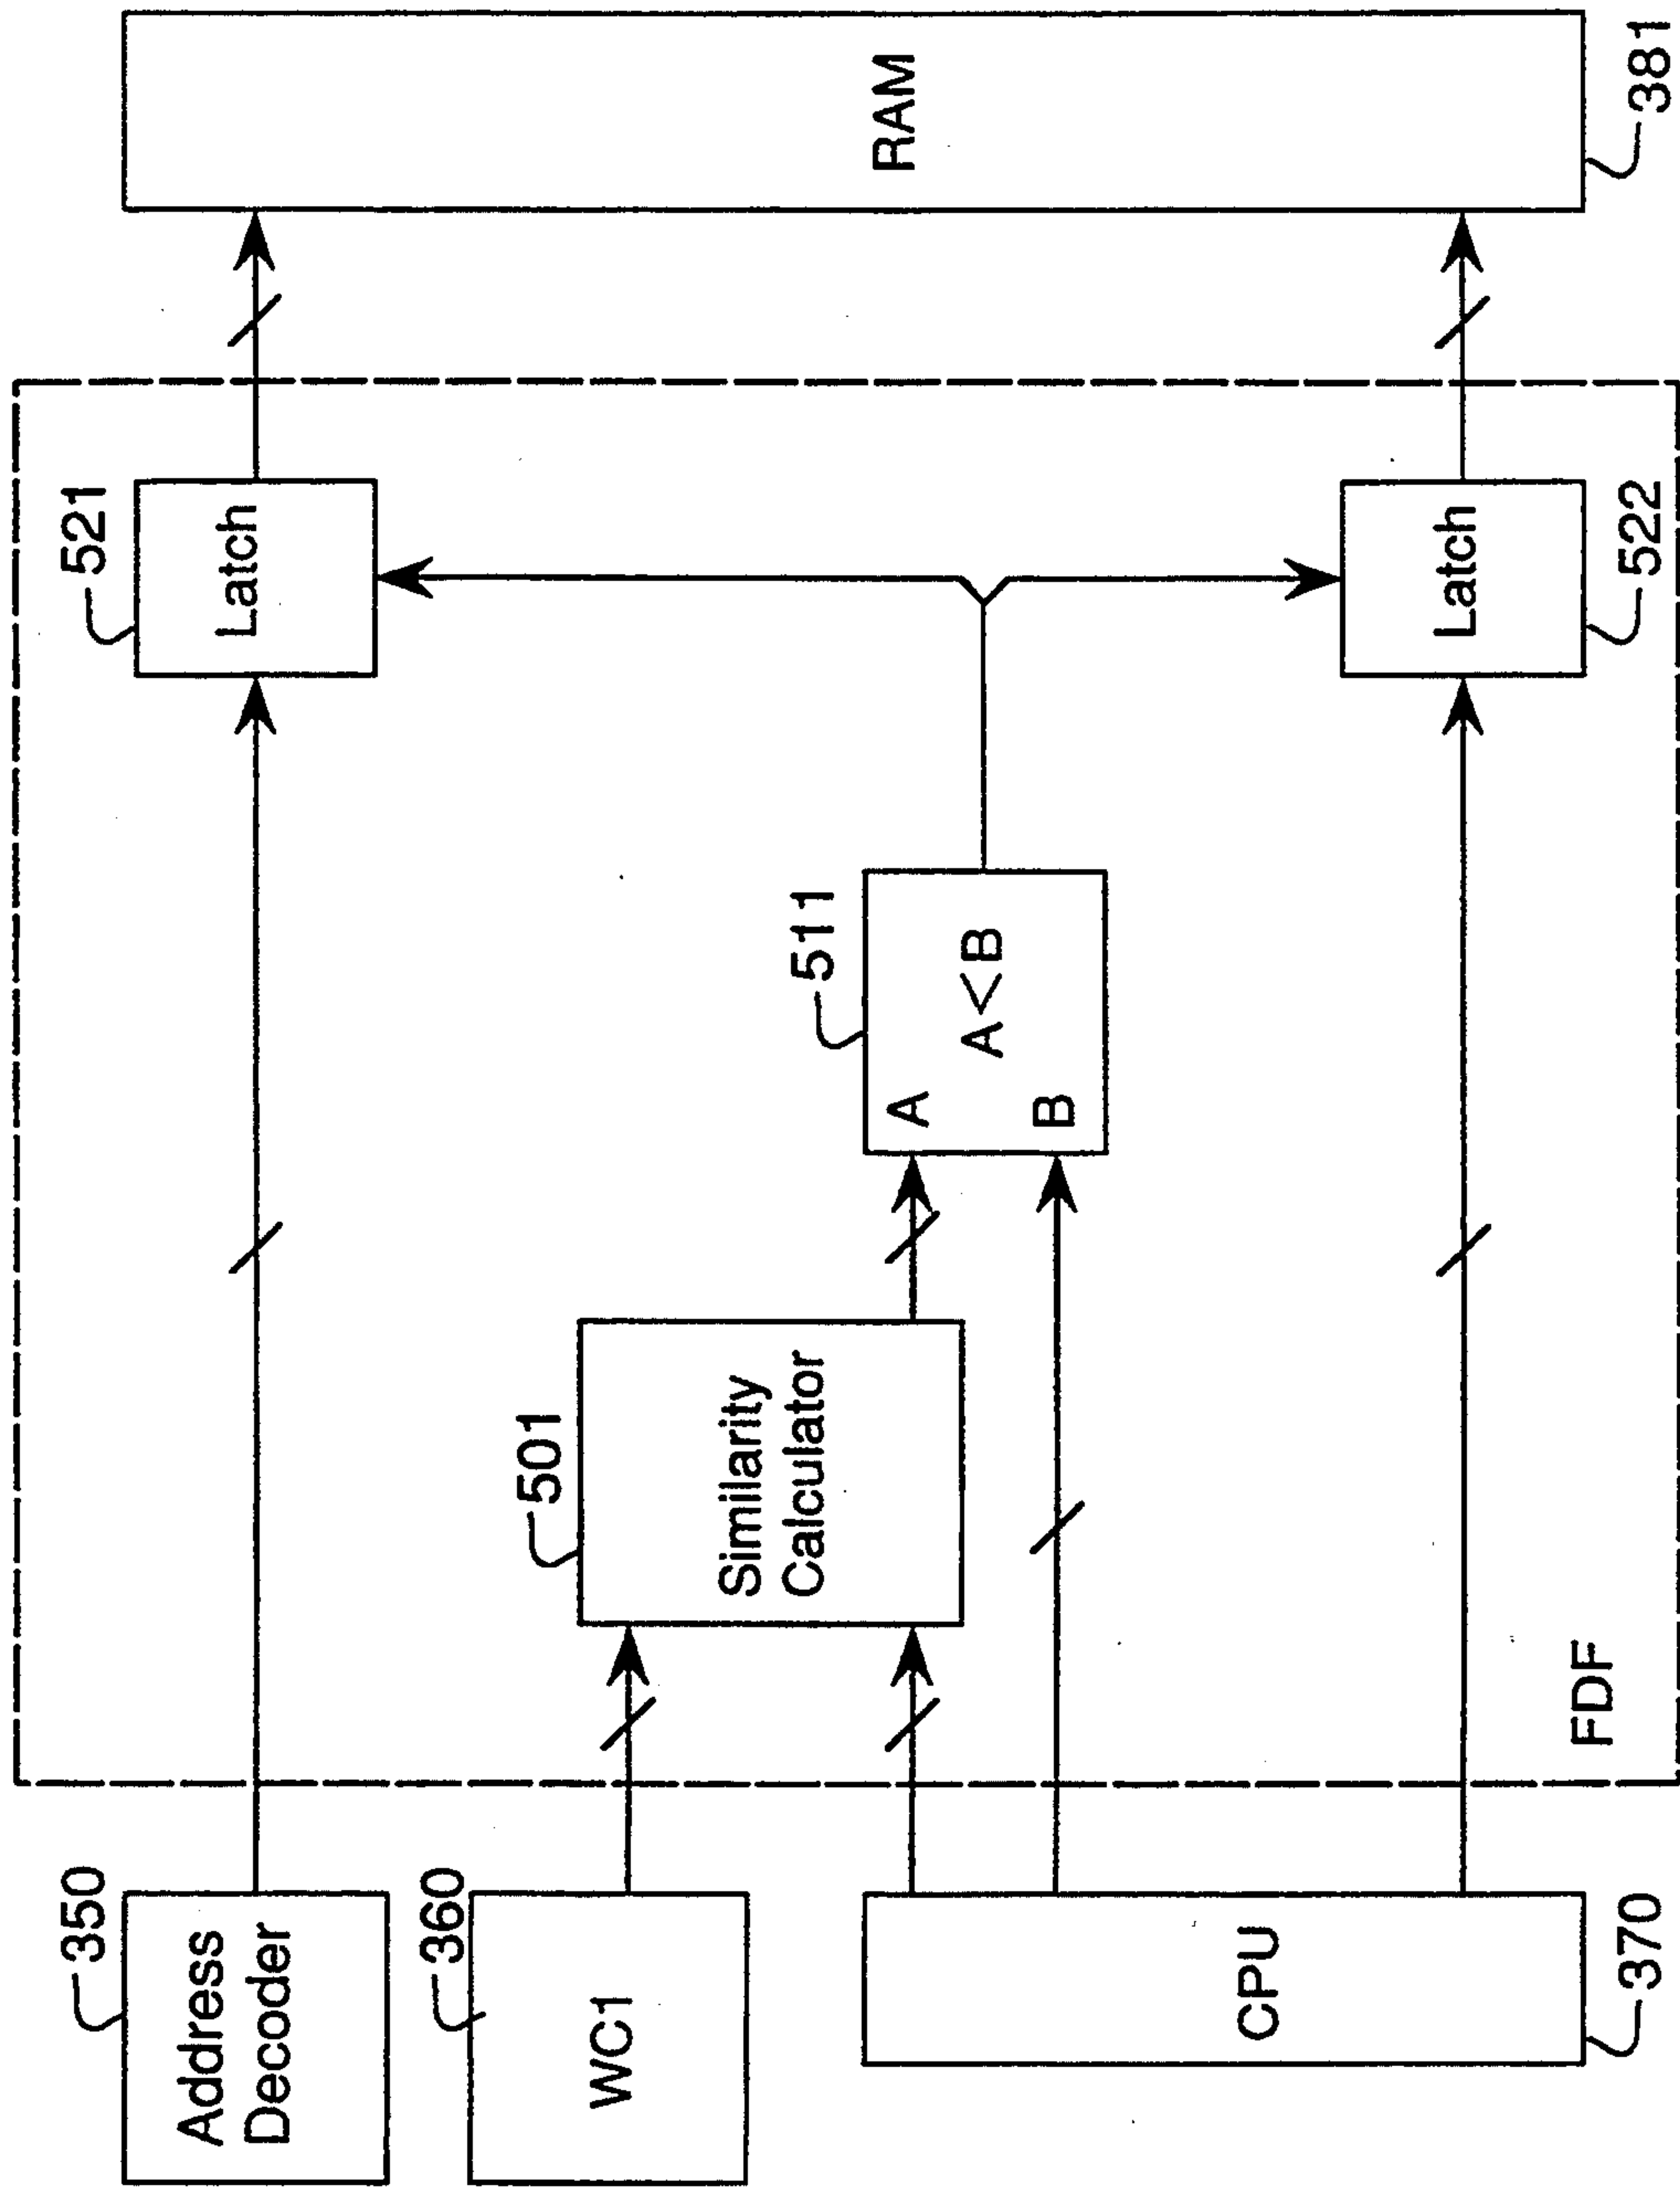 350
Address
Decoder
360
WC1
CPU
370
501
Similarity
Calculator
511
A
A<B
B
521
Latch
Latch
522
FDF
RAM
381